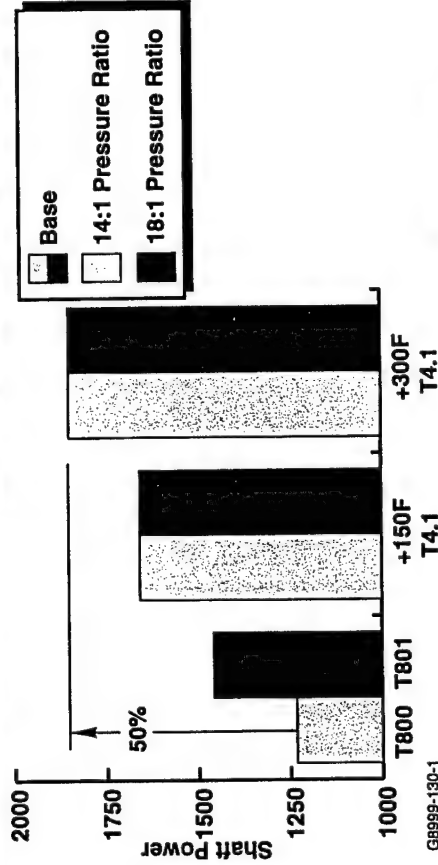 Base
14:1 Pressure Ratio
18:1 Pressure Ratio
Shaft Power
2000
1750
1500
1250
1000
50%
T800
T801
+150F
T4.1
+300F
T4.1
G8999-130-1